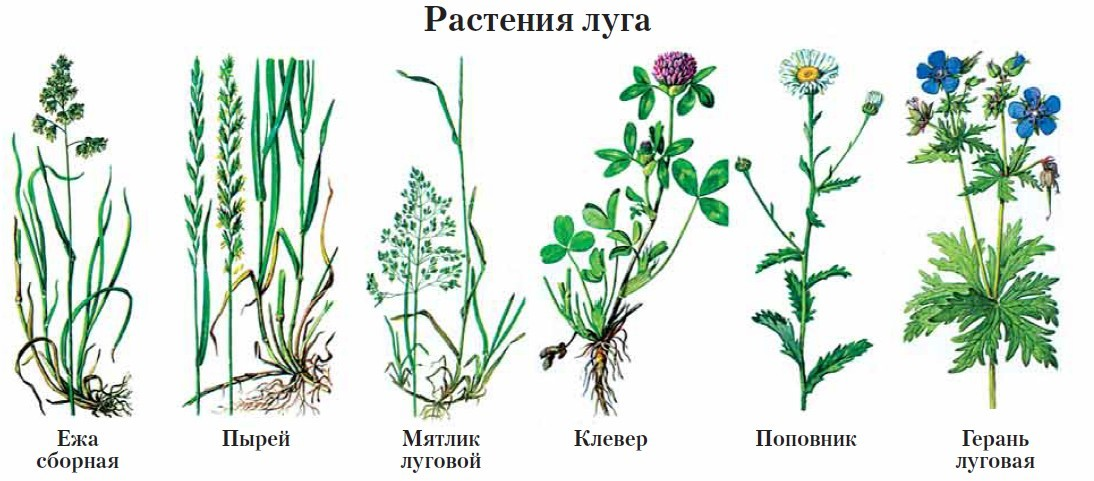 Растения луга
Ежа
сборная
Пырей
Мятлик
луговой
Клевер
Поповник
Герань
луговая